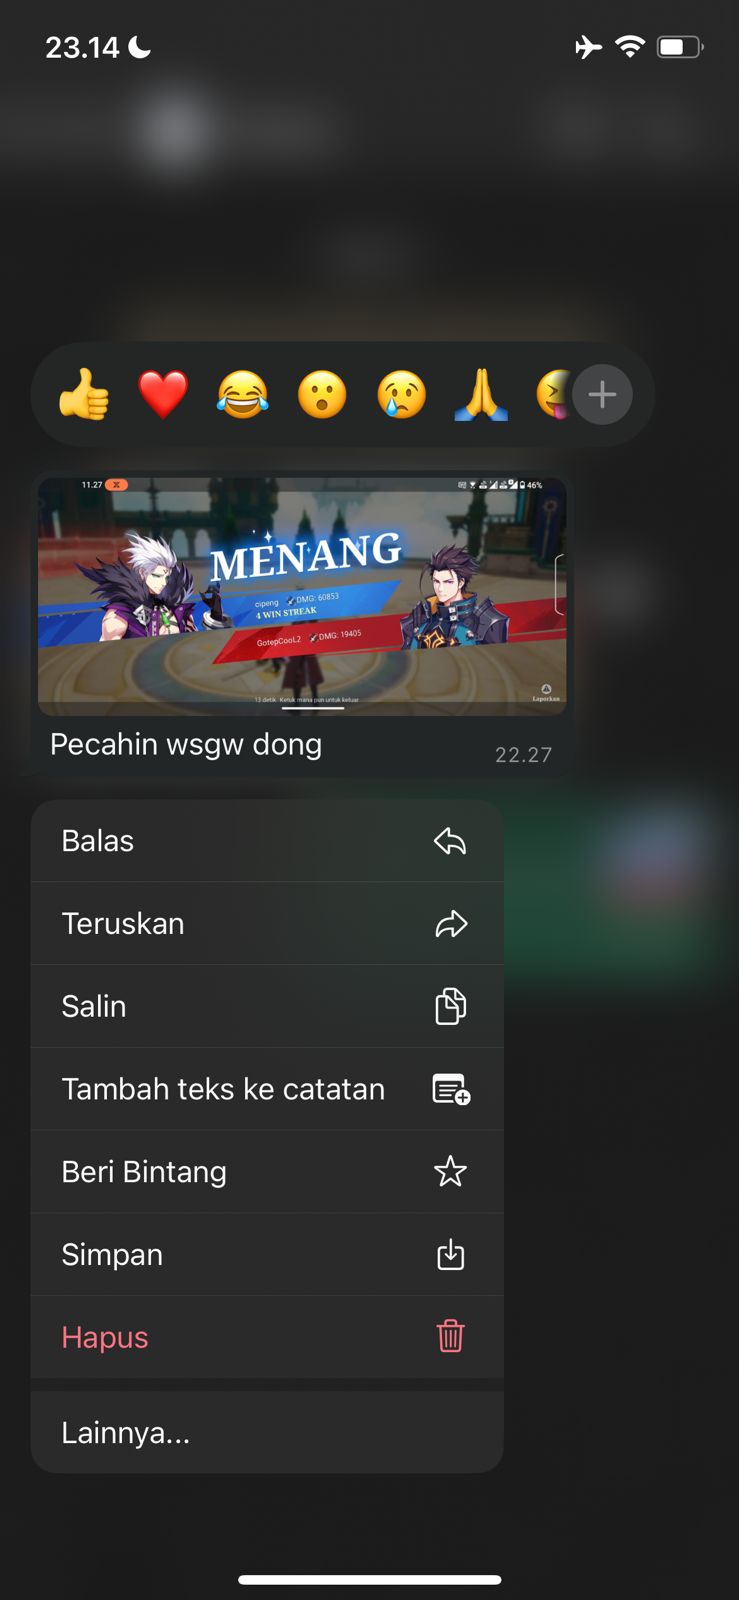 23.14
11.27
46%
MENANG
cipeng DMG: 60853
4 WIN STREAK
GotepCooL2 DMG: 19405
13 detik Ketuk mana pun untuk keluar
Laporkan
Pecahin wsgw dong
22.27
Balas
Teruskan
Salin
Tambah teks ke catatan
Beri Bintang
Simpan
Hapus
Lainnya...